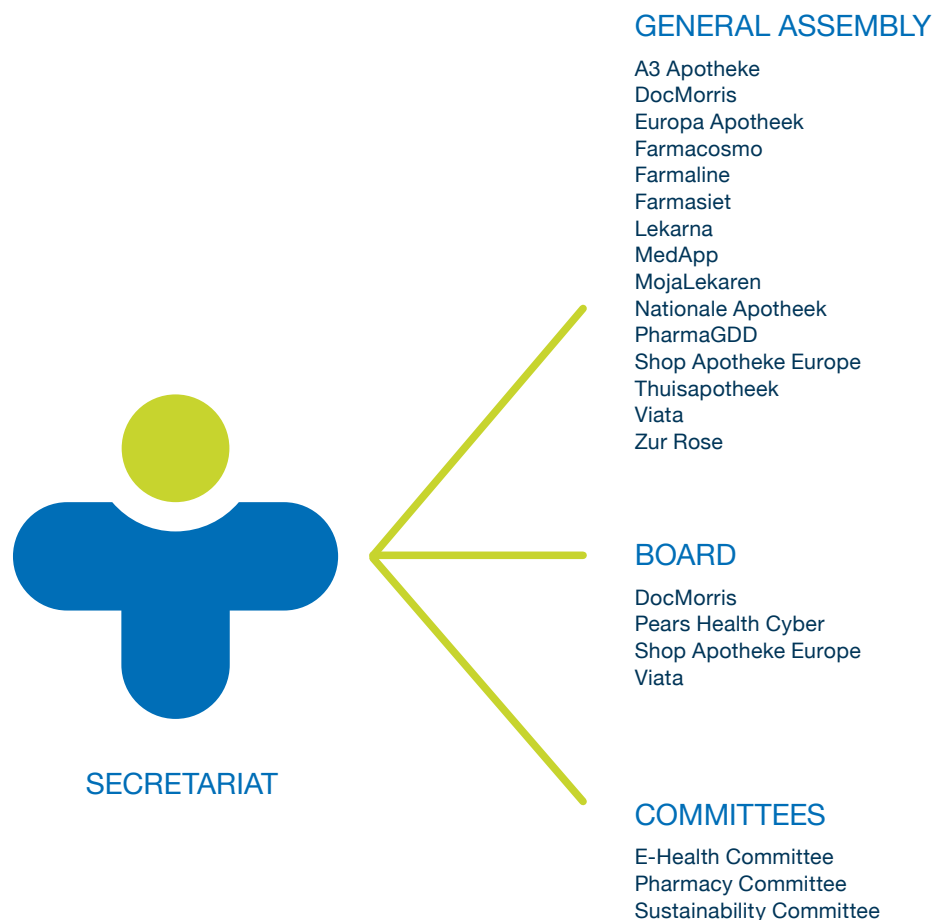 GENERAL ASSEMBLY
A3 Apotheke
DocMorris
Europa Apotheek
Farmacosmo
Farmaline
Farmasiet
Lekarna
MedApp
MojaLekaren
Nationale Apotheek
PharmaGDD
Shop Apotheke Europe
Thuisapotheek
Viata
Zur Rose
BOARD
DocMorris
Pears Health Cyber
Shop Apotheke Europe
Viata
SECRETARIAT
COMMITTEES
E-Health Committee
Pharmacy Committee
Sustainability Committee